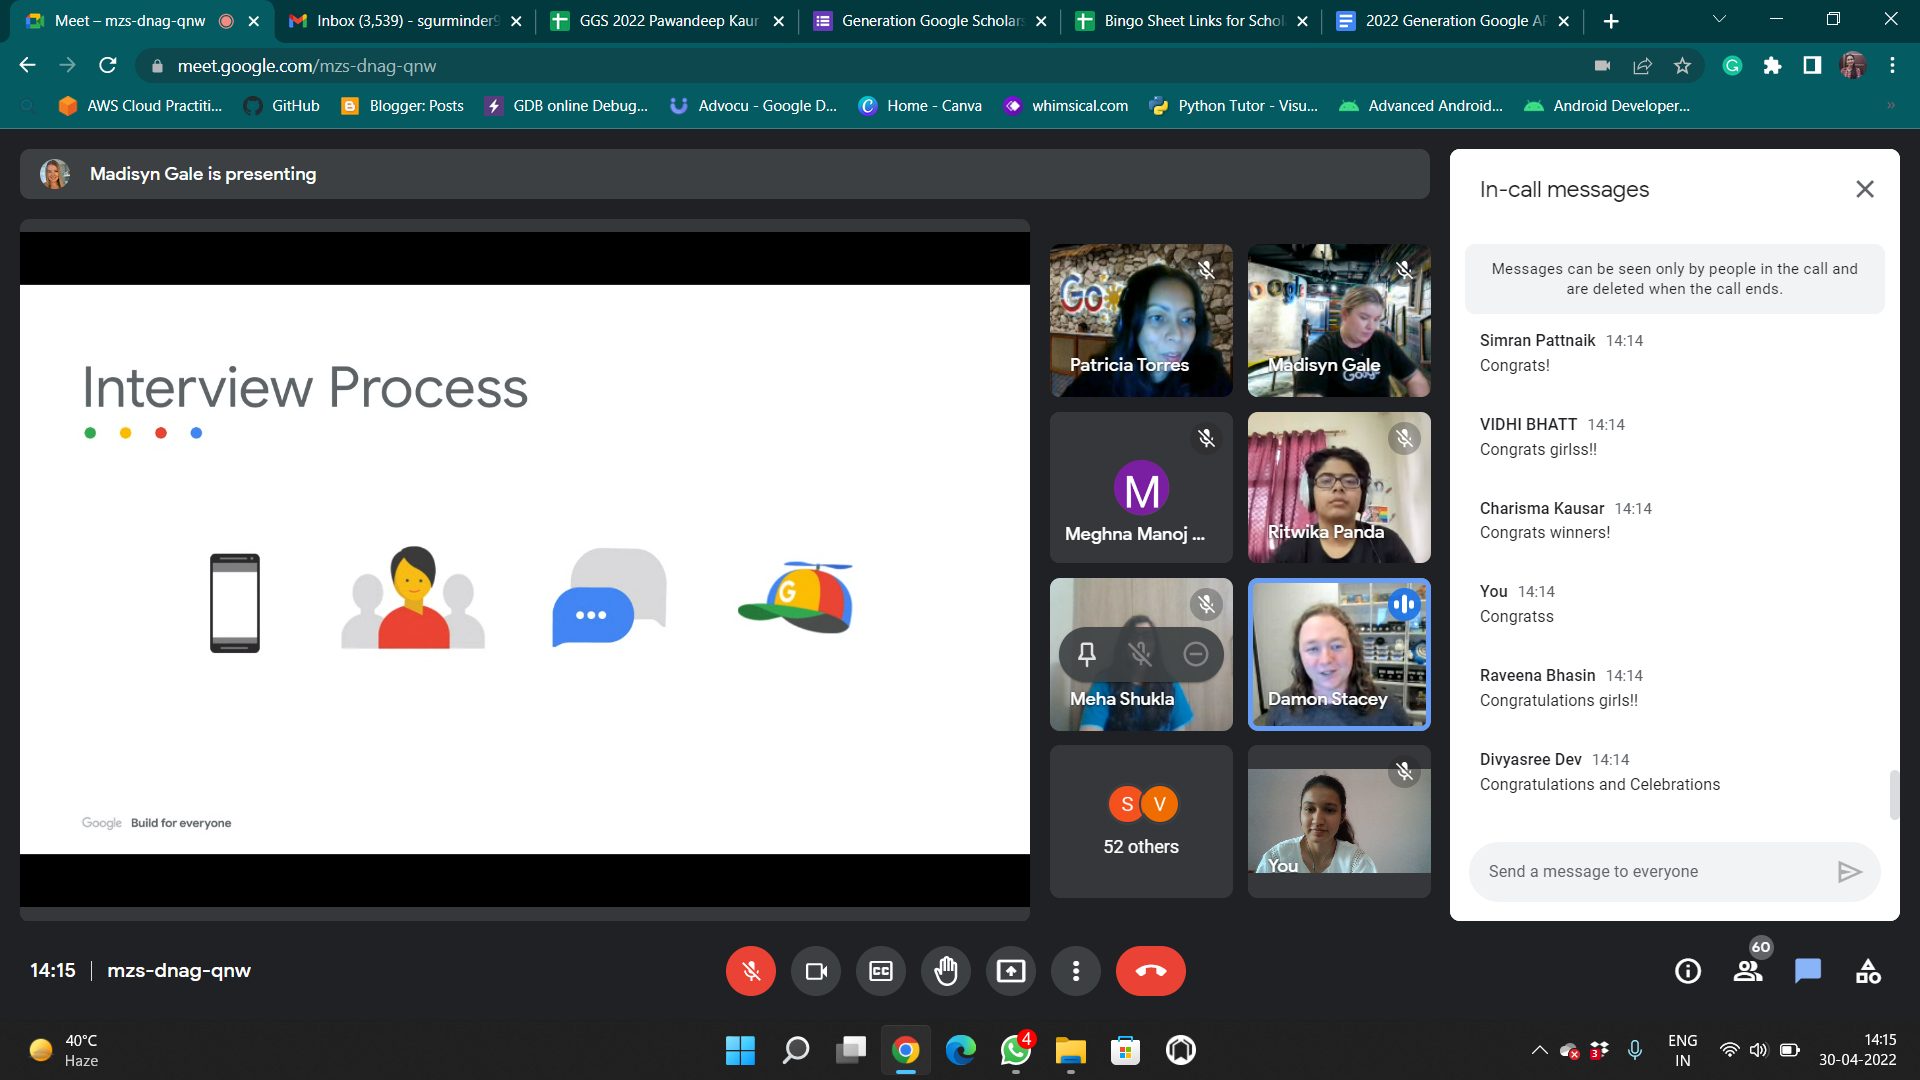 Meet – mzs-dnag-qnw
Inbox (3,539) - sgurminder9
GGS 2022 Pawandeep Kaur
Generation Google Scholars
Bingo Sheet Links for Schol
2022 Generation Google AP
meet.google.com/mzs-dnag-qnw
AWS Cloud Practiti...
GitHub
Blogger: Posts
GDB online Debug...
Advocu - Google D...
Home - Canva
whimsical.com
Python Tutor - Visu...
Advanced Android...
Android Developer...
Madisyn Gale is presenting
Interview Process
G
Google Build for everyone
Go
Patricia Torres
Madisyn Gale
M
Meghna Manoj ...
Ritwika Panda
Meha Shukla
Damon Stacey
S V
52 others
You
In-call messages
Messages can be seen only by people in the call and
are deleted when the call ends.
Simran Pattnaik 14:14
Congrats!
VIDHI BHATT 14:14
Congrats girlss!!
Charisma Kausar 14:14
Congrats winners!
You 14:14
Congratss
Raveena Bhasin 14:14
Congratulations girls!!
Divyasree Dev 14:14
Congratulations and Celebrations
Send a message to everyone
14:15 | mzs-dnag-qnw
CC
60
40°C
Haze
4
3
ENG
IN
14:15
30-04-2022